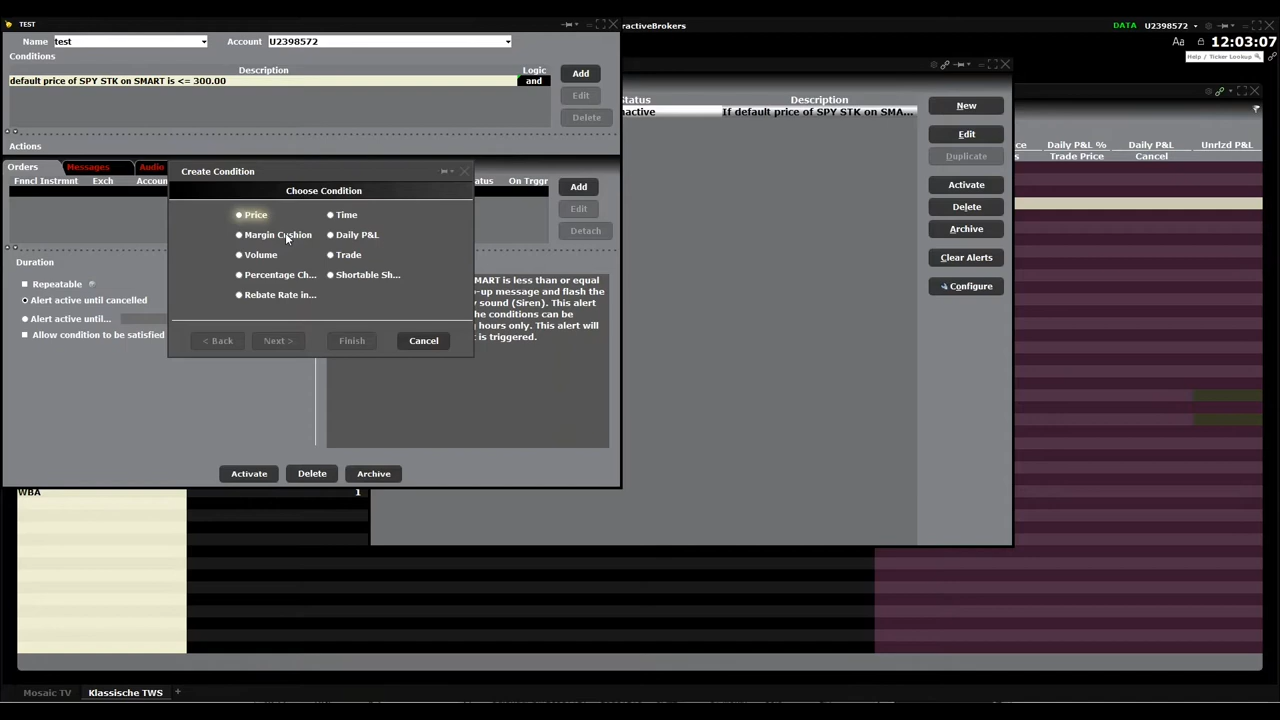 TEST
ractiveBrokers
DATA U2398572
Name test Account U2398572
Aa 12:03:07
Conditions
Help / Ticker Lookup
Description Logic Add
default price of SPY STK on SMART is <= 300.00 and
Edit
Delete
Status Description New
active If default price of SPY STK on SMA...
Edit
Duplicate
Activate
Delete
Archive
Clear Alerts
Configure
Daily P&L % Daily P&L Unrlzd P&L
Trade Price Cancel
Actions
Orders Messages Audio
Fncl Instrmnt Exch Accoun tatus On Trggr Add
Edit
Detach
Create Condition
Choose Condition
Price Time
Margin Cushion Daily P&L
Volume Trade
Percentage Ch... Shortable Sh...
Rebate Rate in...
< Back Next > Finish Cancel
Duration
Repeatable
Alert active until cancelled
Alert active until...
Allow condition to be satisfied
MART is less than or equal
-up message and flash the
y sound (Siren). This alert
he conditions can be
hours only. This alert will
t is triggered.
Activate Delete Archive
WBA 1
Mosaic TV Klassische TWS +